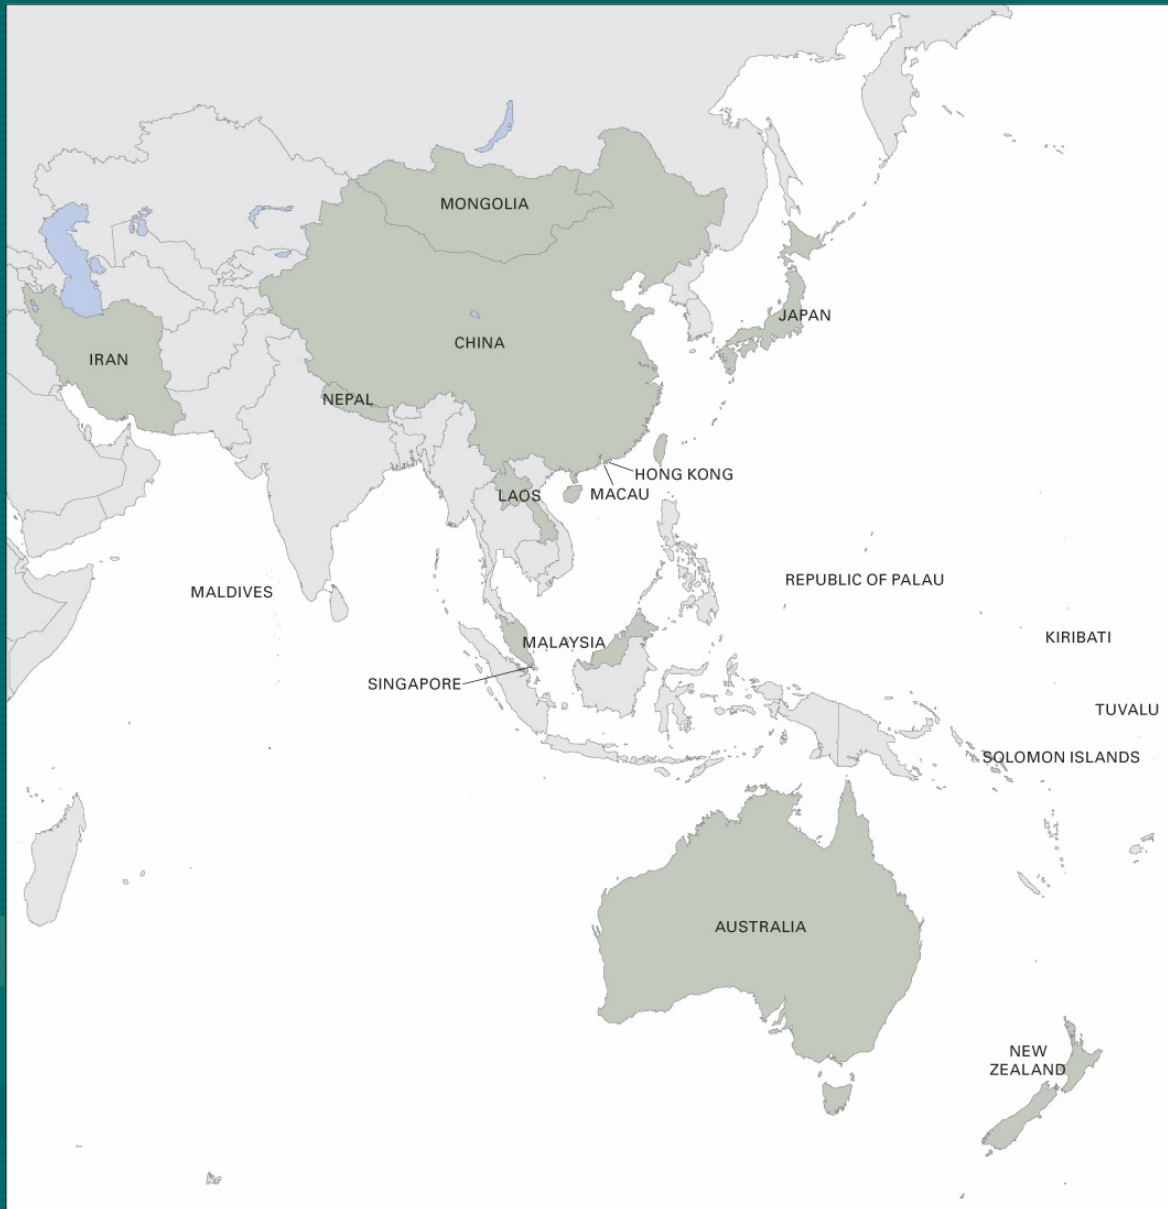 MONGOLIA
JAPAN
CHINA
IRAN
NEPAL
HONG KONG
MACAU
LAOS
REPUBLIC OF PALAU
MALDIVES
KIRIBATI
MALAYSIA
SINGAPORE
TUVALU
SOLOMON ISLANDS
AUSTRALIA
NEW
ZEALAND